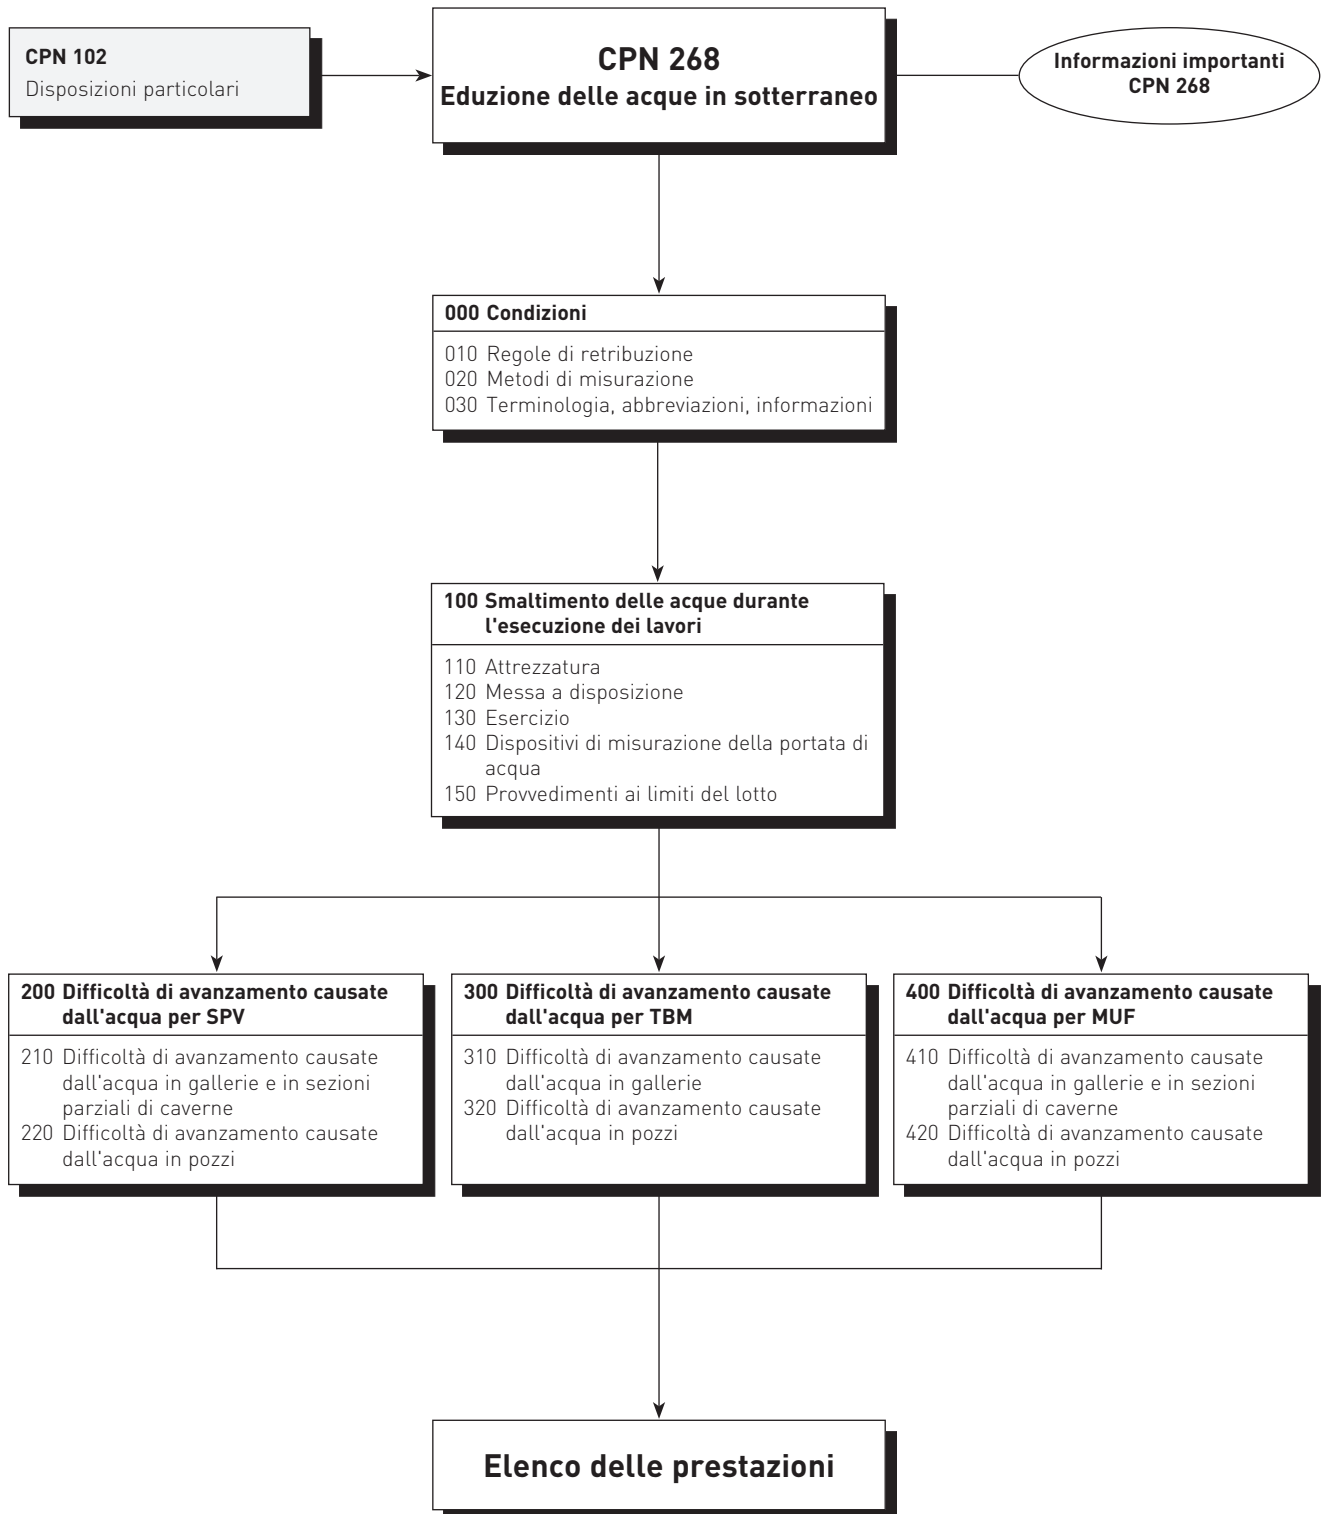 CPN 102
Disposizioni particolari
CPN 268
Eduzione delle acque in sotterraneo
Informazioni importanti
CPN 268
000 Condizioni
010 Regole di retribuzione
020 Metodi di misurazione
030 Terminologia, abbreviazioni, informazioni
100 Smaltimento delle acque durante
l'esecuzione dei lavori
110 Attrezzatura
120 Messa a disposizione
130 Esercizio
140 Dispositivi di misurazione della portata di
acqua
150 Provvedimenti ai limiti del lotto
200 Difficoltà di avanzamento causate
dall'acqua per SPV
210 Difficoltà di avanzamento causate
dall'acqua in gallerie e in sezioni
parziali di caverne
220 Difficoltà di avanzamento causate
dall'acqua in pozzi
300 Difficoltà di avanzamento causate
dall'acqua per TBM
310 Difficoltà di avanzamento causate
dall'acqua in gallerie
320 Difficoltà di avanzamento causate
dall'acqua in pozzi
400 Difficoltà di avanzamento causate
dall'acqua per MUF
410 Difficoltà di avanzamento causate
dall'acqua in gallerie e in sezioni
parziali di caverne
420 Difficoltà di avanzamento causate
dall'acqua in pozzi
Elenco delle prestazioni